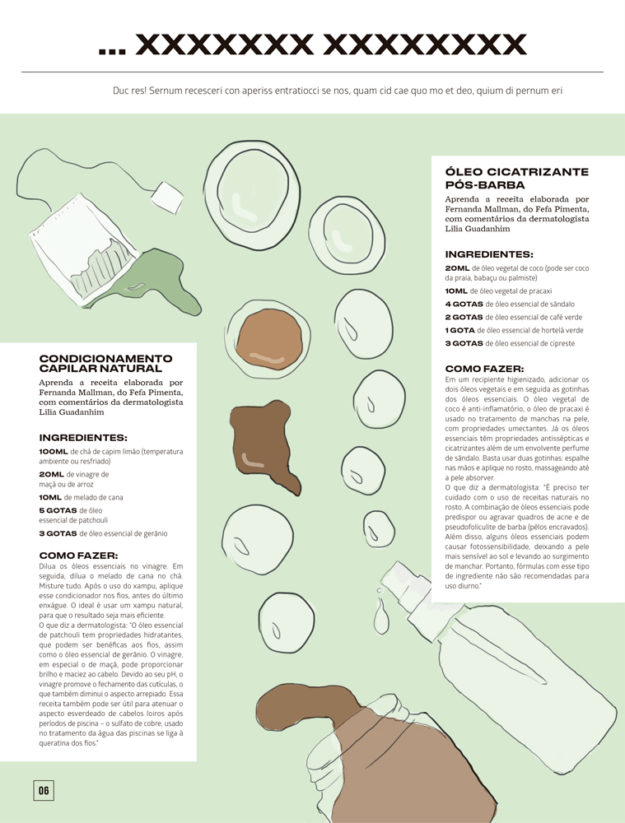 ... XXXXXXX XXXXXXXX
Duc res! Sernum recesceri con aperiss entratiocci se nos, quam cid cae quo mo et deo, quium di pernum eri
CONDICIONAMENTO
CAPILAR NATURAL
Aprenda a receita elaborada por
Fernanda Mallman, do Fefa Pimenta,
com comentários da dermatologista
Lilia Guadanhim
INGREDIENTES:
100ML de chá de capim limão (temperatura
ambiente ou resfriado)
20ML de vinagre de
maçã ou de arroz
10ML de melado de cana
5 GOTAS de óleo
essencial de patchouli
3 GOTAS de óleo essencial de gerânio
COMO FAZER:
Dilua os óleos essenciais no vinagre. Em
seguida, dilua o melado de cana no chá.
Misture tudo. Após o uso do xampu, aplique
esse condicionador nos fios, antes do último
enxágue. O ideal é usar um xampu natural,
para que o resultado seja mais eficiente.
O que diz a dermatologista: "O óleo essencial
de patchouli tem propriedades hidratantes,
que podem ser benéficas aos fios, assim
como o óleo essencial de gerânio. O vinagre,
em especial o de maçã, pode proporcionar
brilho e maciez ao cabelo. Devido ao seu pH, o
vinagre promove o fechamento das cutículas, o
que também diminui o aspecto arrepiado. Essa
receita também pode ser útil para atenuar o
aspecto esverdeado de cabelos loiros após
períodos de piscina – o sulfato de cobre, usado
no tratamento da água das piscinas se liga à
queratina dos fios."
ÓLEO CICATRIZANTE
PÓS-BARBA
Aprenda a receita elaborada por
Fernanda Mallman, do Fefa Pimenta,
com comentários da dermatologista
Lilia Guadanhim
INGREDIENTES:
20ML de óleo vegetal de coco (pode ser coco
da praia, babaçu ou palmiste)
10ML de óleo vegetal de pracaxi
4 GOTAS de óleo essencial de sândalo
2 GOTAS de óleo essencial de café verde
1 GOTA de óleo essencial de hortelã verde
3 GOTAS de óleo essencial de cipreste
COMO FAZER:
Em um recipiente higienizado, adicionar os
dois óleos vegetais e em seguida as gotinhas
dos óleos essenciais. O óleo vegetal de
coco é anti-inflamatório, o óleo de pracaxi é
usado no tratamento de manchas na pele,
com propriedades umectantes. Já os óleos
essenciais têm propriedades antissépticas e
cicatrizantes além de um envolvente perfume
de sândalo. Basta usar duas gotinhas: espalhe
nas mãos e aplique no rosto, massageando até
a pele absorver.
O que diz a dermatologista: "É preciso ter
cuidado com o uso de receitas naturais no
rosto. A combinação de óleos essenciais pode
predispor ou agravar quadros de acne e de
pseudofoliculite de barba (pêlos encravados).
Além disso, alguns óleos essenciais podem
causar fotossensibilidade, deixando a pele
mais sensível ao sol e levando ao surgimento
de manchar. Portanto, fórmulas com esse tipo
de ingrediente não são recomendadas para
uso diurno."
06